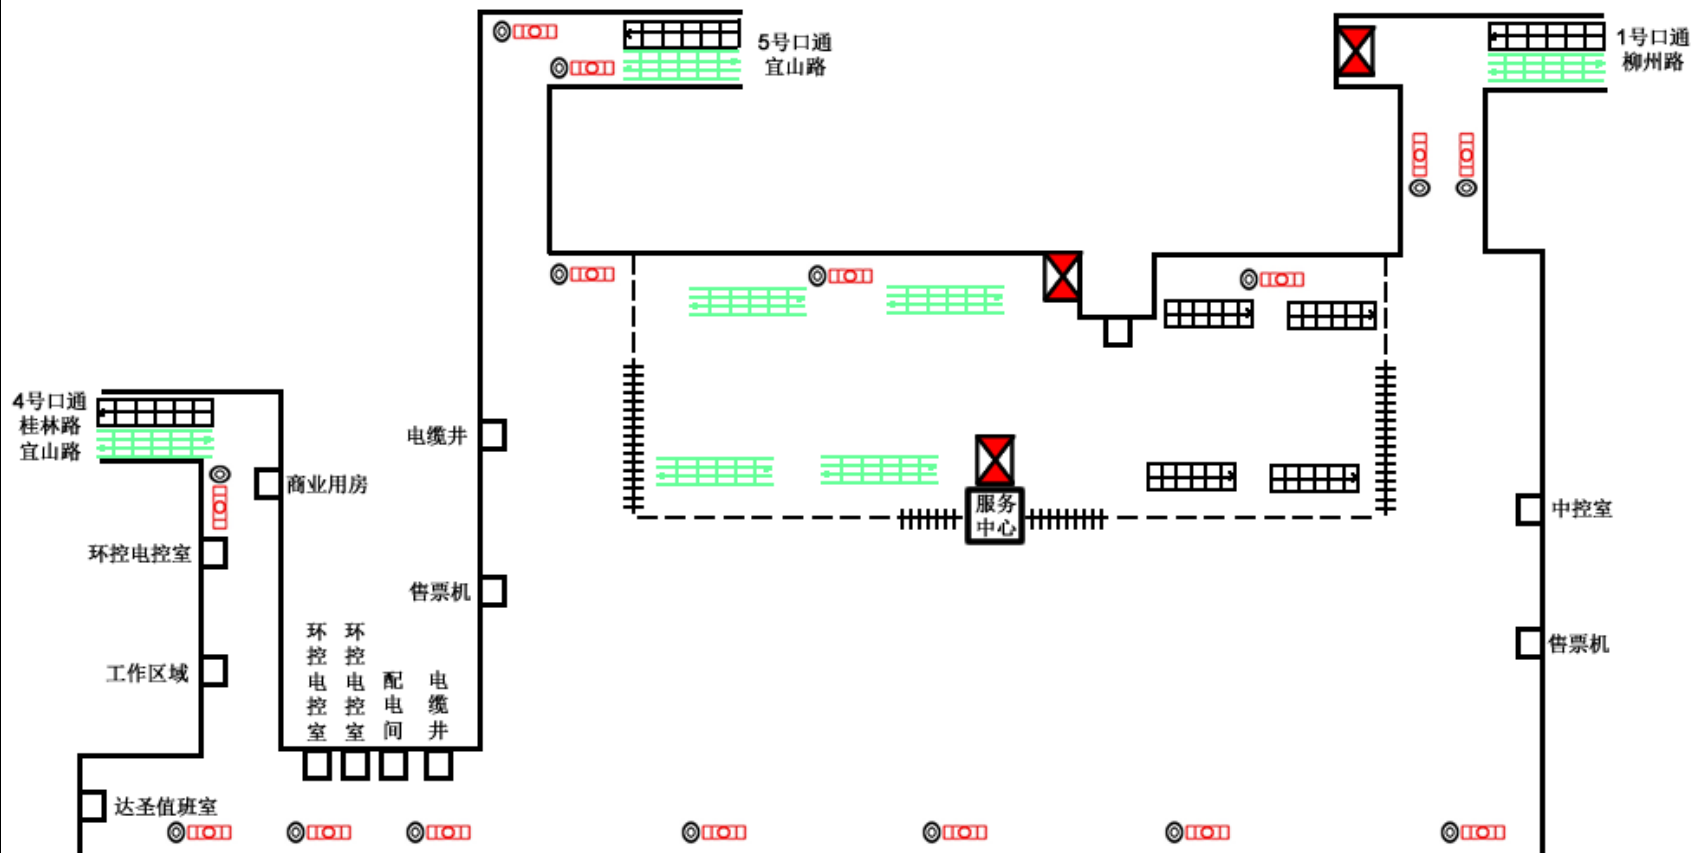 5号口通
宜山路
1号口通
柳州路
4号口通
桂林路
宜山路
电缆井
商业用房
服务
中心
中控室
环控电控室
售票机
环控电控室
环控电控室
配电间
电缆井
售票机
工作区域
达圣值班室